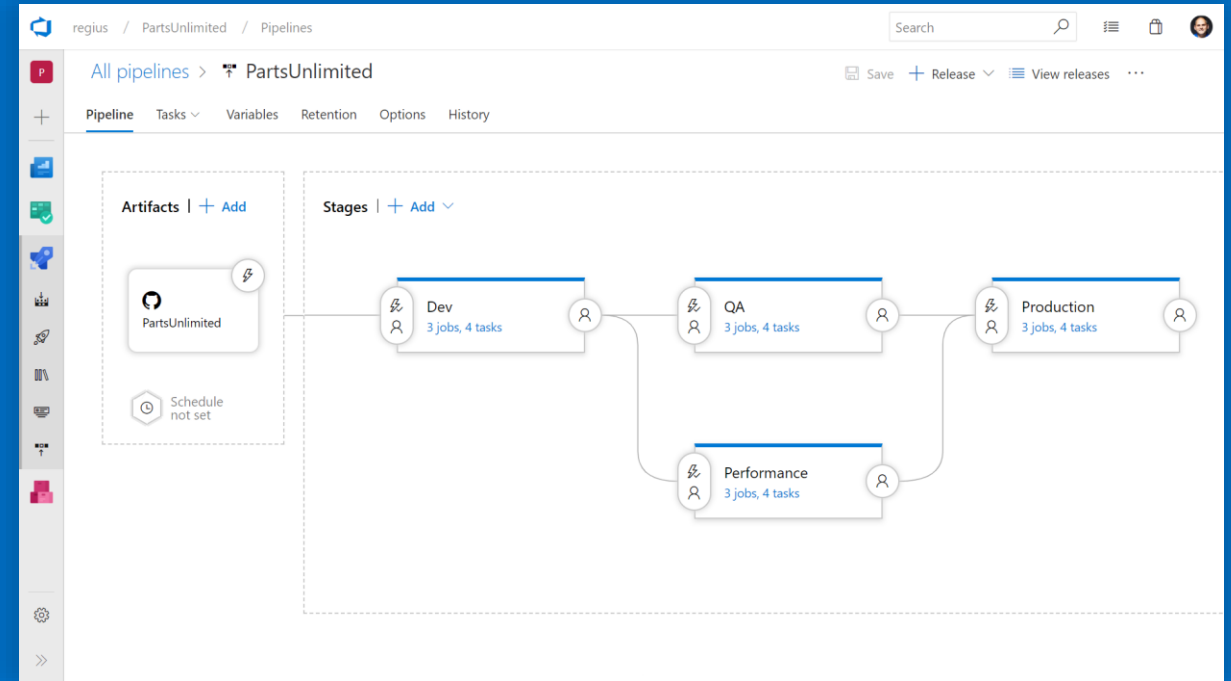 regius / PartsUnlimited / Pipelines
Search
P
All pipelines > PartsUnlimited
Save + Release View releases ...
Pipeline Tasks Variables Retention Options History
Artifacts | + Add
Stages | + Add
PartsUnlimited
Schedule
not set
Dev
3 jobs, 4 tasks
QA
3 jobs, 4 tasks
Production
3 jobs, 4 tasks
Performance
3 jobs, 4 tasks